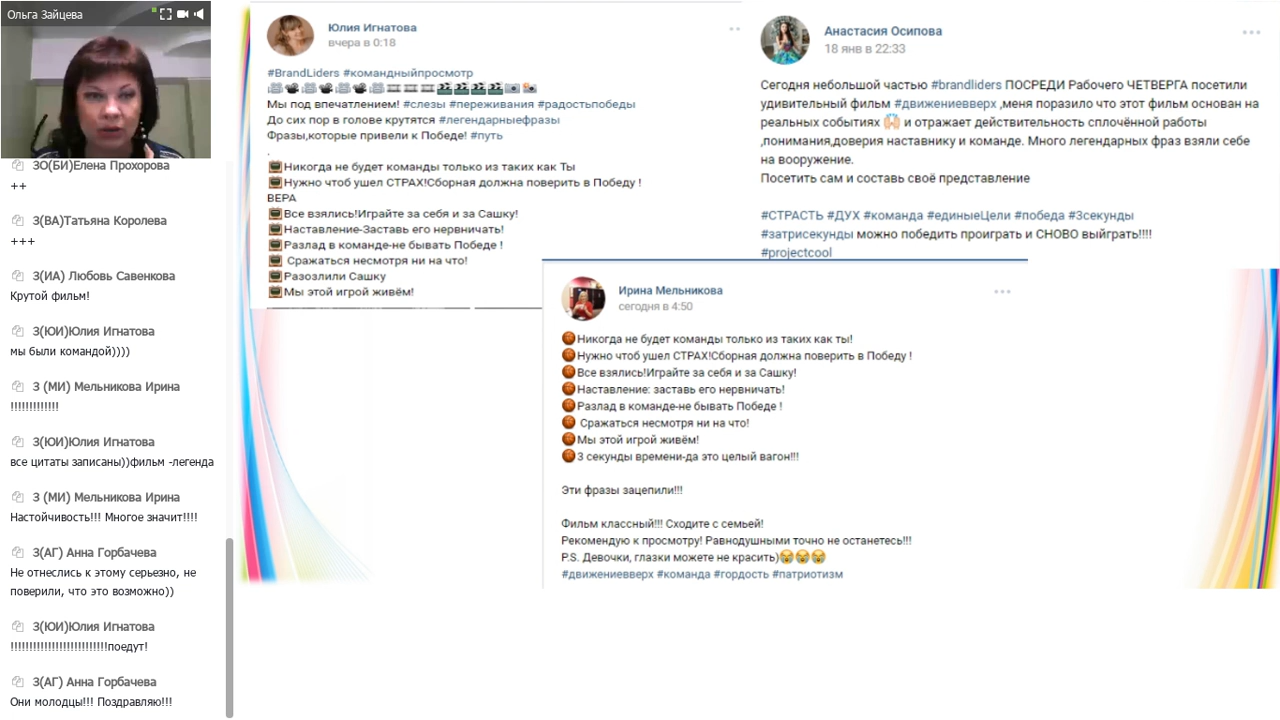 Ольга Зайцева
ЗО(БИ)Елена Прохорова
++
З(ВА)Татьяна Королева
+++
З(ИА) Любовь Савенкова
Крутой фильм!
З(ЮИ)Юлия Игнатова
мы были командой))))
З (МИ) Мельникова Ирина
!!!!!!!!!!!!!
З(ЮИ)Юлия Игнатова
все цитаты записаны))фильм -легенда
З (МИ) Мельникова Ирина
Настойчивость!!! Многое значит!!!!
З(АГ) Анна Горбачева
Не отнеслись к этому серьезно, не
поверили, что это возможно))
З(ЮИ)Юлия Игнатова
!!!!!!!!!!!!!!!!!!!!!!!!!!поедут!
З(АГ) Анна Горбачева
Они молодцы!!! Поздравляю!!!
Юлия Игнатова
вчера в 0:18
#BrandLiders #командныйпросмотр
Мы под впечатлением! #слезы #переживания #радостьпобеды
До сих пор в голове крутятся #легендарныефразы
Фразы,которые привели к Победе! #путь
.
Никогда не будет команды только из таких как Ты
Нужно чтоб ушел СТРАХ!Сборная должна поверить в Победу !
ВЕРА
Все взялись!Играйте за себя и за Сашку!
Наставление-Заставь его нервничать!
Разлад в команде-не бывать Победе !
Сражаться несмотря ни на что!
Разозлили Сашку
Мы этой игрой живём!
Анастасия Осипова
18 янв в 22:33
Сегодня небольшой частью #brandliders ПОСРЕДИ Рабочего ЧЕТВЕРГА посетили
удивительный фильм #движениевверх ,меня поразило что этот фильм основан на
реальных событиях 🙌🏻 и отражает действительность сплочённой работы
,понимания,доверия наставнику и команде. Много легендарных фраз взяли себе
на вооружение.
Посетить сам и составь своё представление
#СТРАСТЬ #ДУХ #команда #единыеЦели #победа #3секунды
#затрисекунды можно победить проиграть и СНОВО выйграть!!!!
#projectcool
Ирина Мельникова
сегодня в 4:50
Никогда не будет команды только из таких как ты!
Нужно чтоб ушел СТРАХ!Сборная должна поверить в Победу !
Все взялись!Играйте за себя и за Сашку!
Наставление: заставь его нервничать!
Разлад в команде-не бывать Победе !
Сражаться несмотря ни на что!
Мы этой игрой живём!
3 секунды времени-да это целый вагон!!!
Эти фразы зацепили!!!
Фильм классный!!! Сходите с семьей!
Рекомендую к просмотру! Равнодушными точно не останетесь!!!
P.S. Девочки, глазки можете не красить)😭😭😭
#движениевверх #команда #гордость #патриотизм